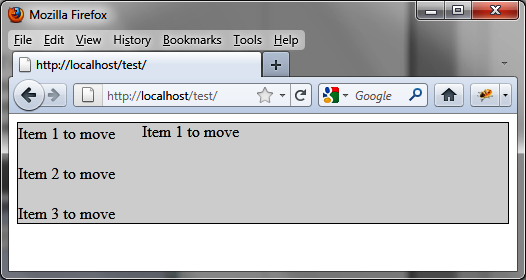 Mozilla Firefox
File Edit View History Bookmarks Tools Help
http://localhost/test/
http://localhost/test/ Google
Item 1 to move Item 1 to move
Item 2 to move
Item 3 to move